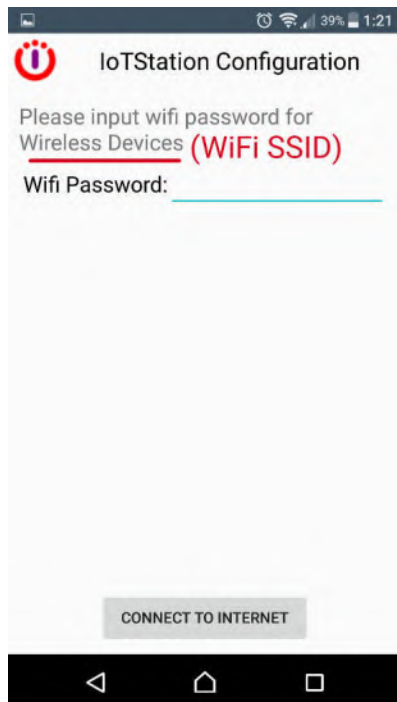 39% 1:21
IoTStation Configuration
Please input wifi password for
Wireless Devices (WiFi SSID)
Wifi Password:
CONNECT TO INTERNET